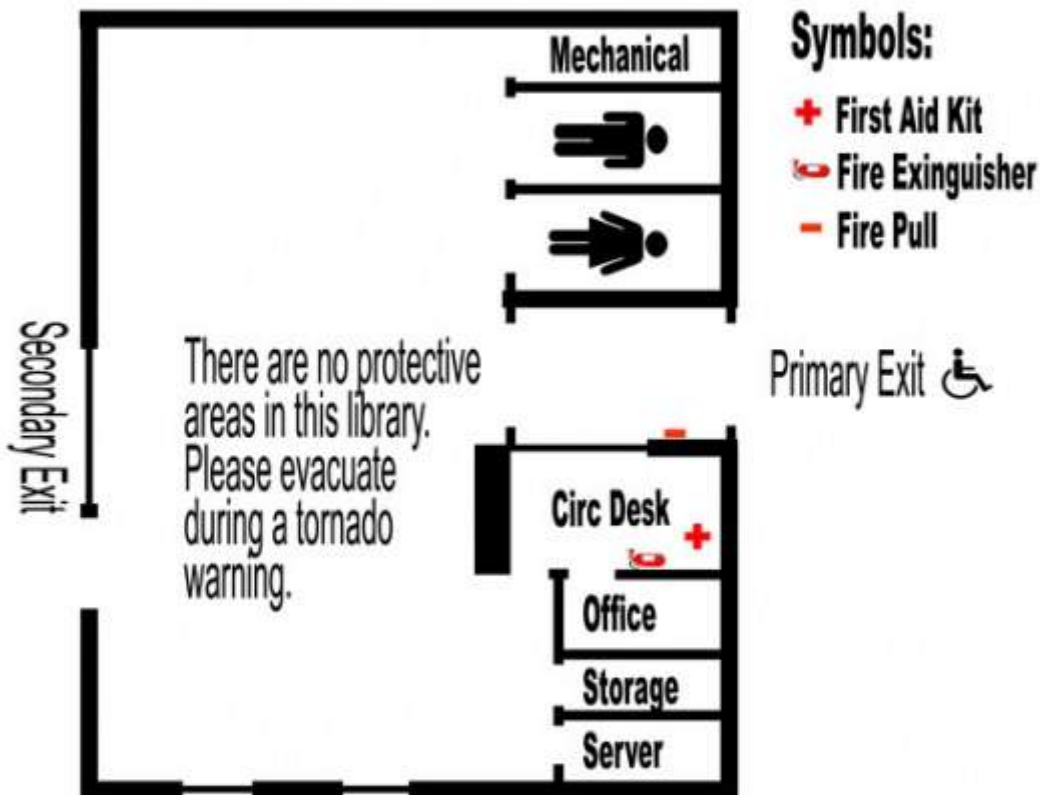 Mechanical
Symbols:
First Aid Kit
Fire Exinguisher
Fire Pull
Secondary Exit
There are no protective
areas in this library.
Please evacuate
during a tornado
warning.
Primary Exit
Circ Desk
Office
Storage
Server